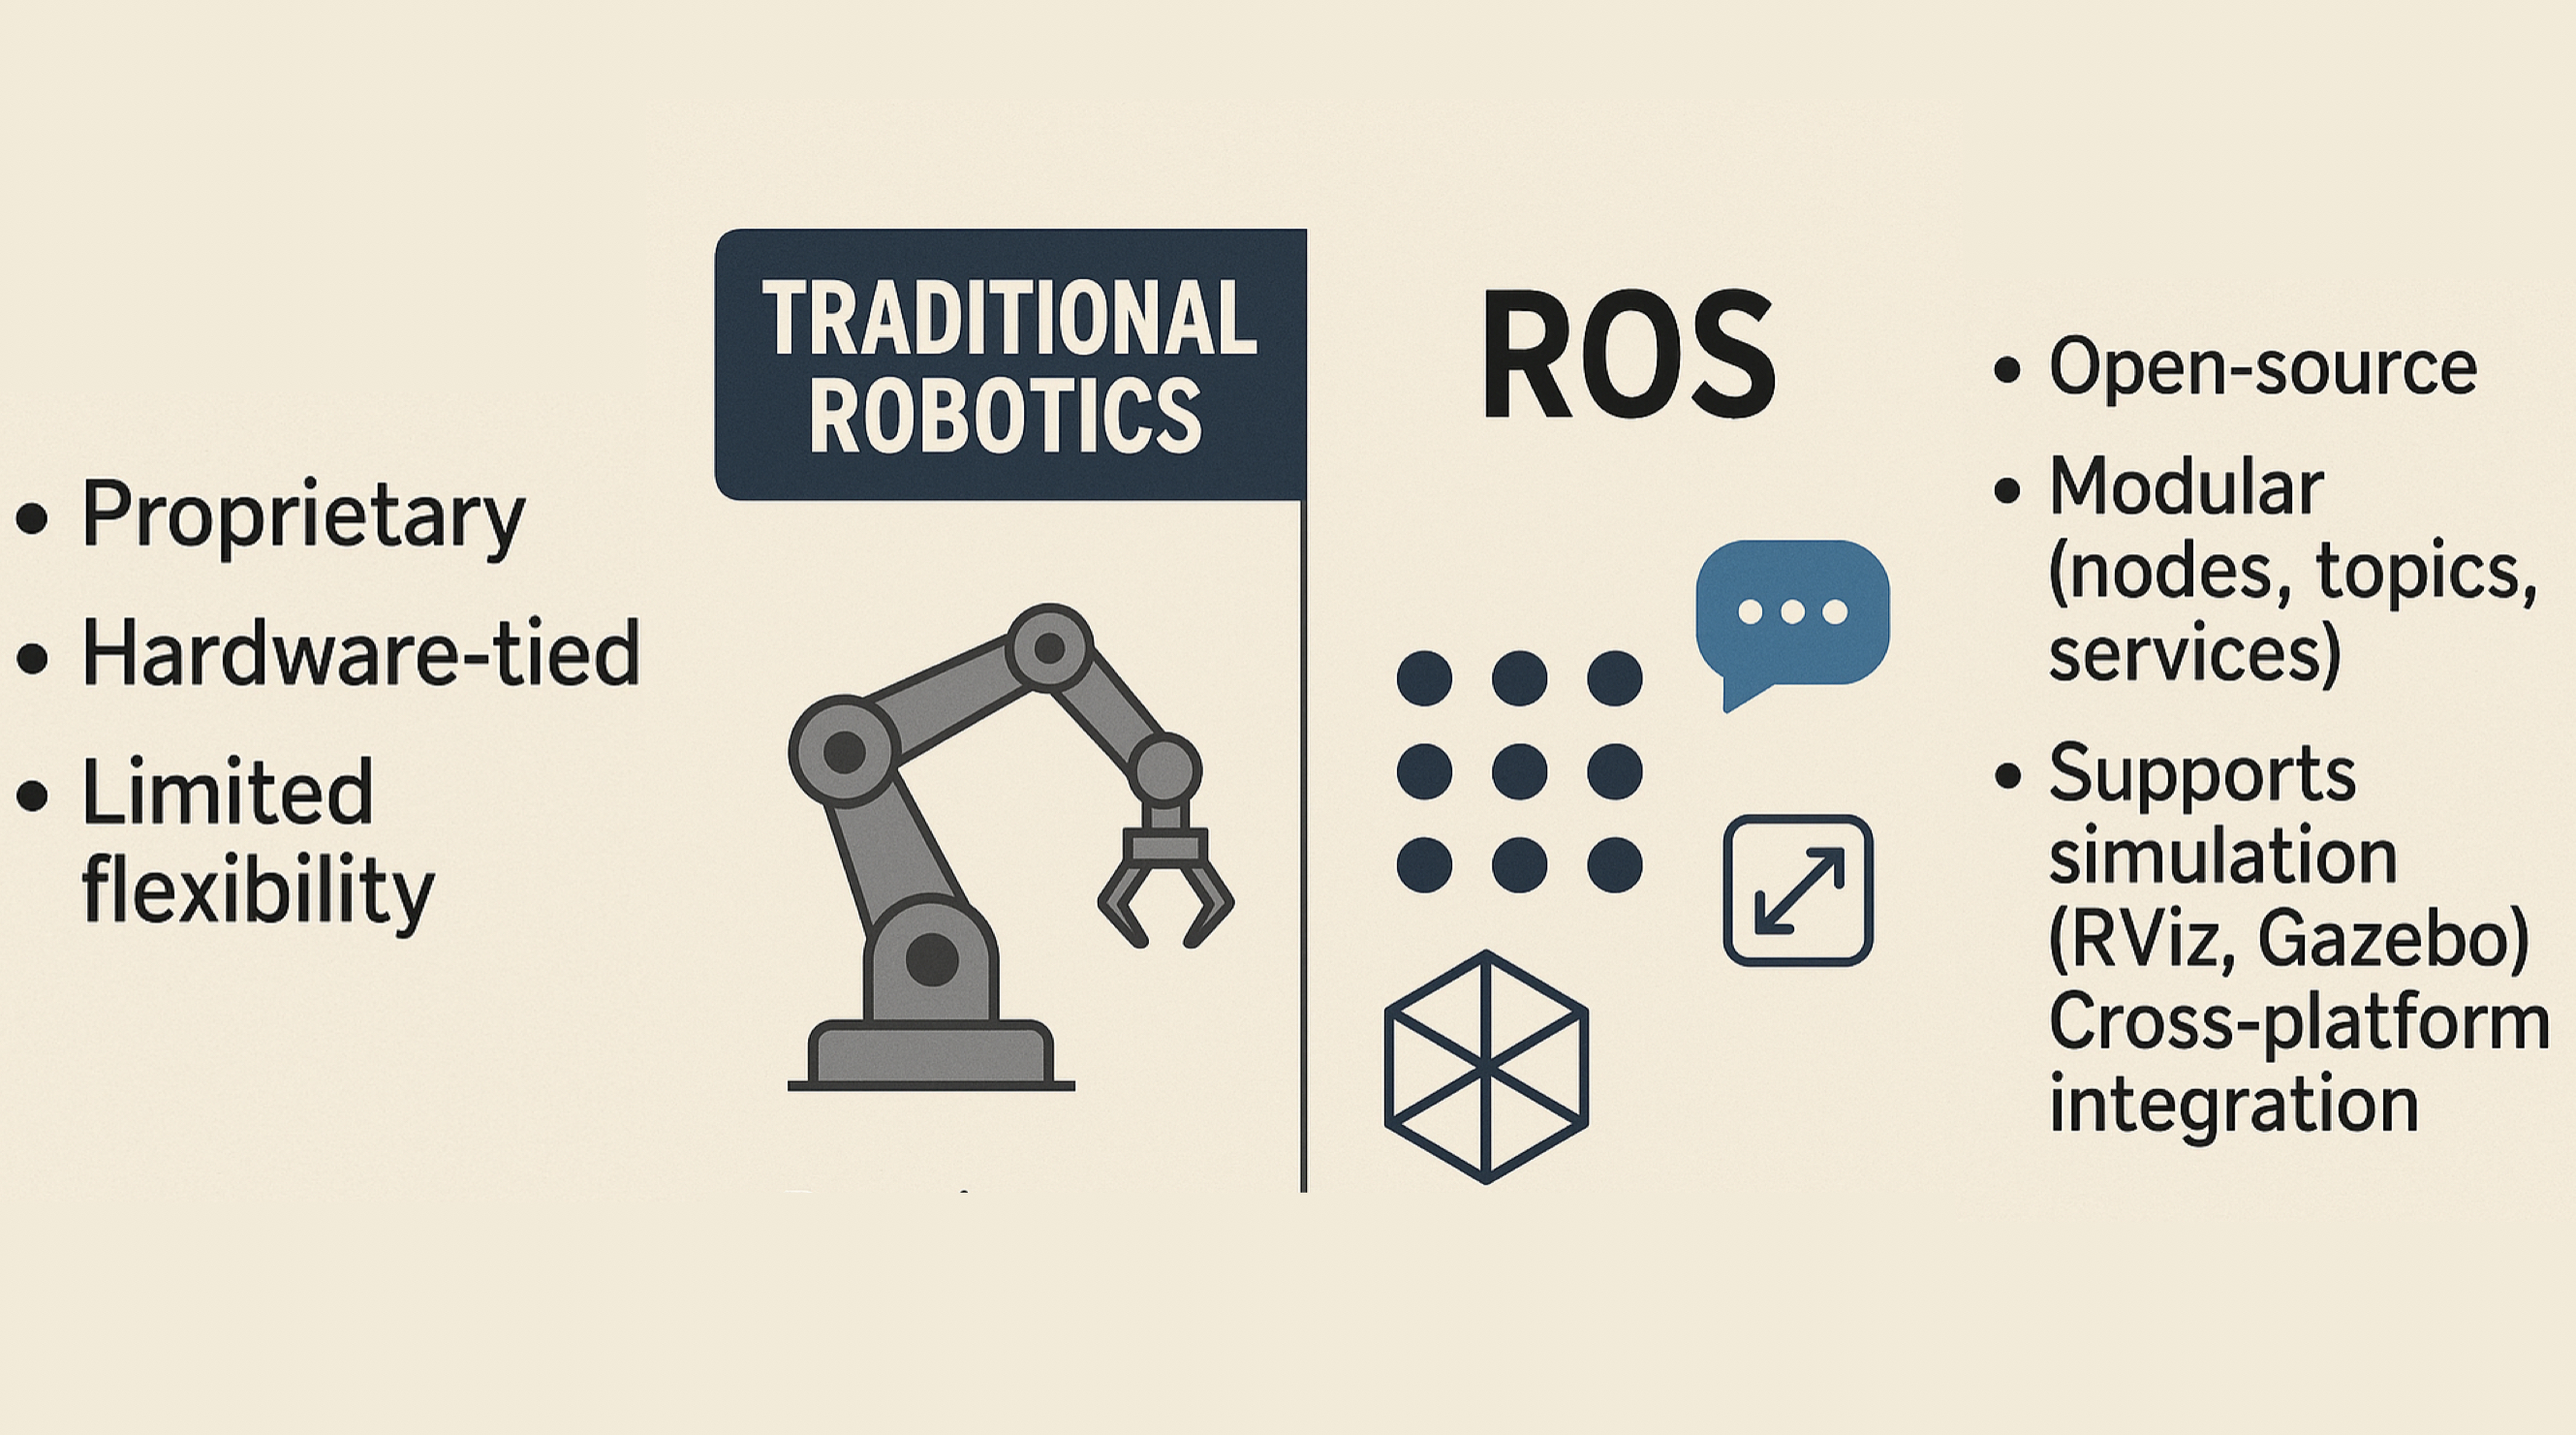 TRADITIONAL
ROBOTICS
• Proprietary
• Hardware-tied
• Limited
flexibility
ROS
• Open-source
• Modular
(nodes, topics,
services)
• Supports
simulation
(RViz, Gazebo)
Cross-platform
integration